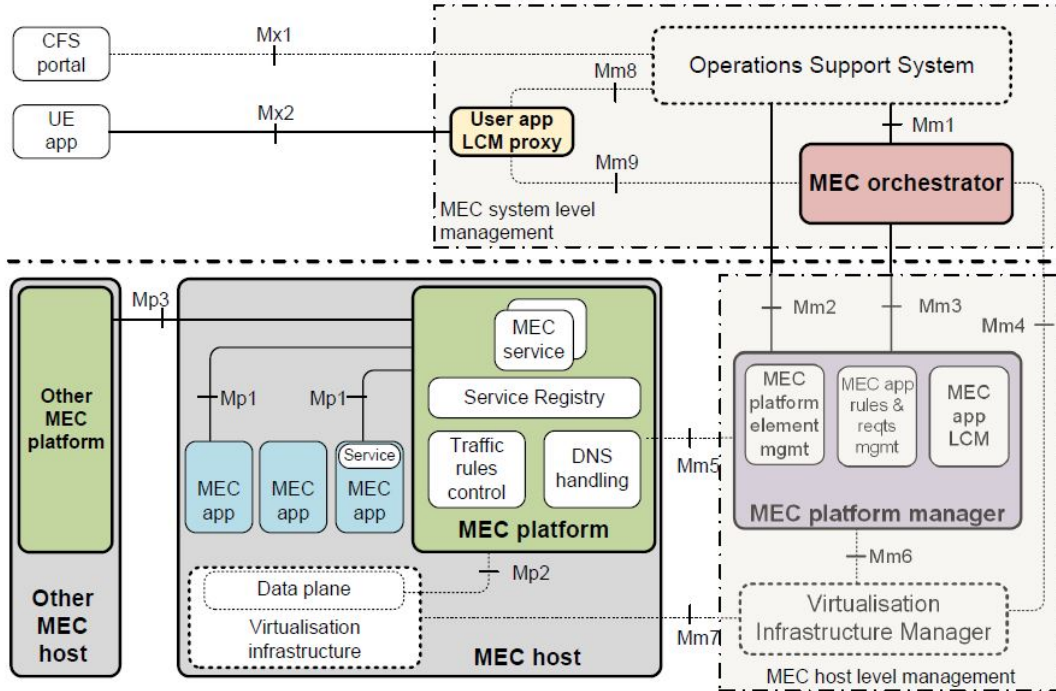 CFS
portal
Mx1
Operations Support System
Mm8
UE
app
Mx2
User app
LCM proxy
Mm1
Mm9
MEC orchestrator
MEC system level
management
Mp3
Mm2
Mm3
Mm4
MEC
service
Other
MEC
platform
Mp1
Mp1
Service Registry
MEC
platform
element
mgmt
MEC app
rules &
reqts
mgmt
MEC
app
LCM
Traffic
rules
control
DNS
handling
Mm5
Service
MEC
app
MEC
app
MEC
app
MEC platform
MEC platform manager
Mp2
Mm6
Data plane
Virtualisation
infrastructure
Other
MEC
host
MEC host
Mm7
Virtualisation
Infrastructure Manager
MEC host level management